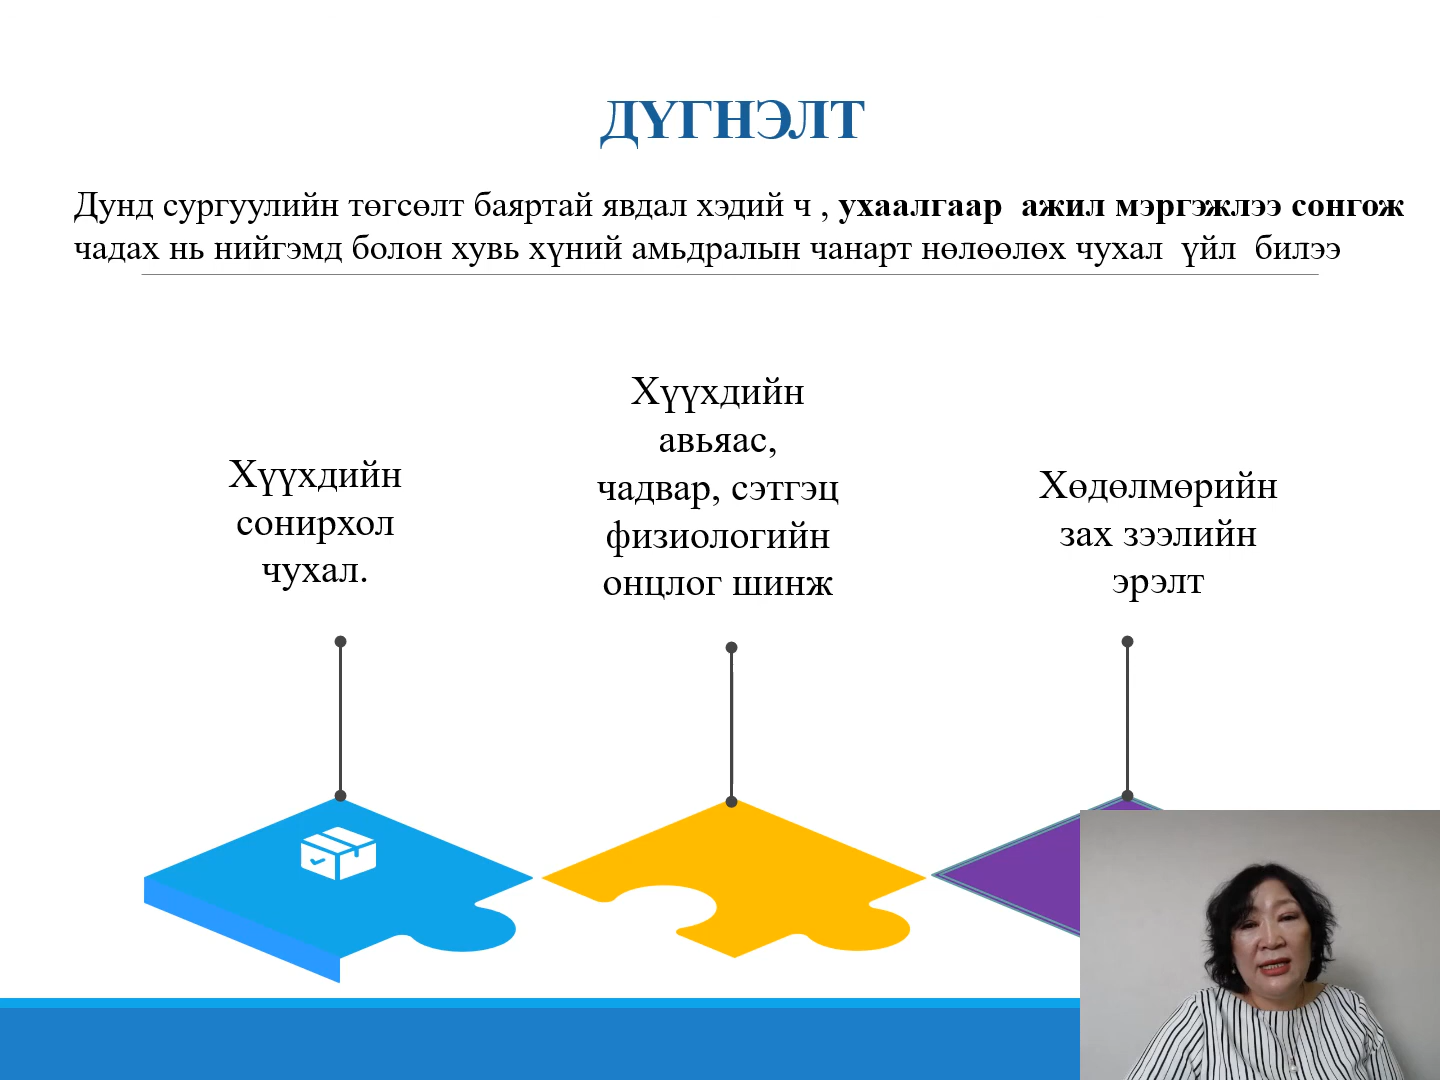 ДҮГНЭЛТ
Дунд сургуулийн төгсөлт баяртай явдал хэдий ч , ухаалгаар ажил мэргэжлээ сонгож
чадах нь нийгэмд болон хувь хүний амьдралын чанарт нөлөөлөх чухал үйл билээ
Хүүхдийн
сонирхол
чухал.
Хүүхдийн
авьяас,
чадвар, сэтгэц
физиологийн
онцлог шинж
Хөдөлмөрийн
зах зээлийн
эрэлт